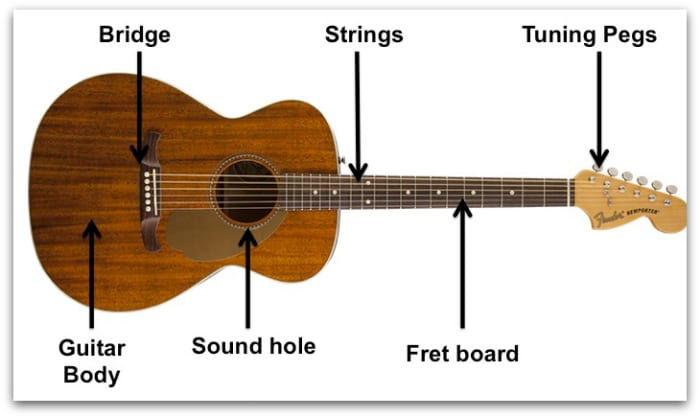 Bridge
Strings
Tuning Pegs
Fender
NEWPORTER
Guitar
Body
Sound hole
Fret board